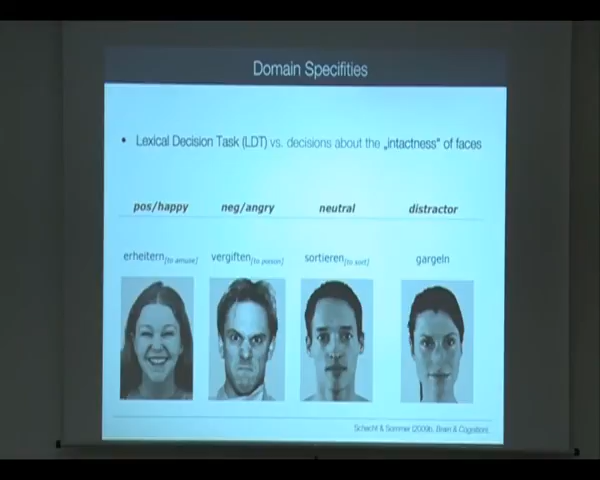 Domain Specifities
• Lexical Decision Task (LDT) vs. decisions about the „intactness" of faces
pos/happy neg/angry neutral distractor
erheitern[to amuse] vergiften[to poison] sortieren[to sort] gargeln
Schacht & Sommer (2009b, Brain & Cognition)